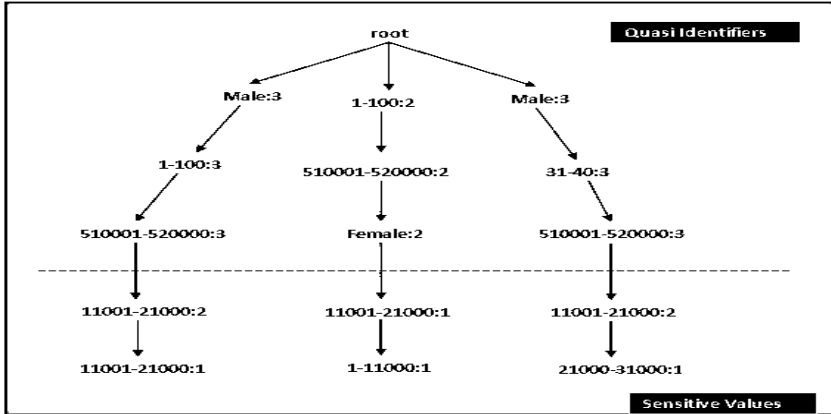 root
Quasi Identifiers
Male:3
1-100:2
Male:3
1-100:3
510001-520000:2
31-40:3
510001-520000:3
Female:2
510001-520000:3
11001-21000:2
11001-21000:1
11001-21000:2
11001-21000:1
1-11000:1
21000-31000:1
Sensitive Values